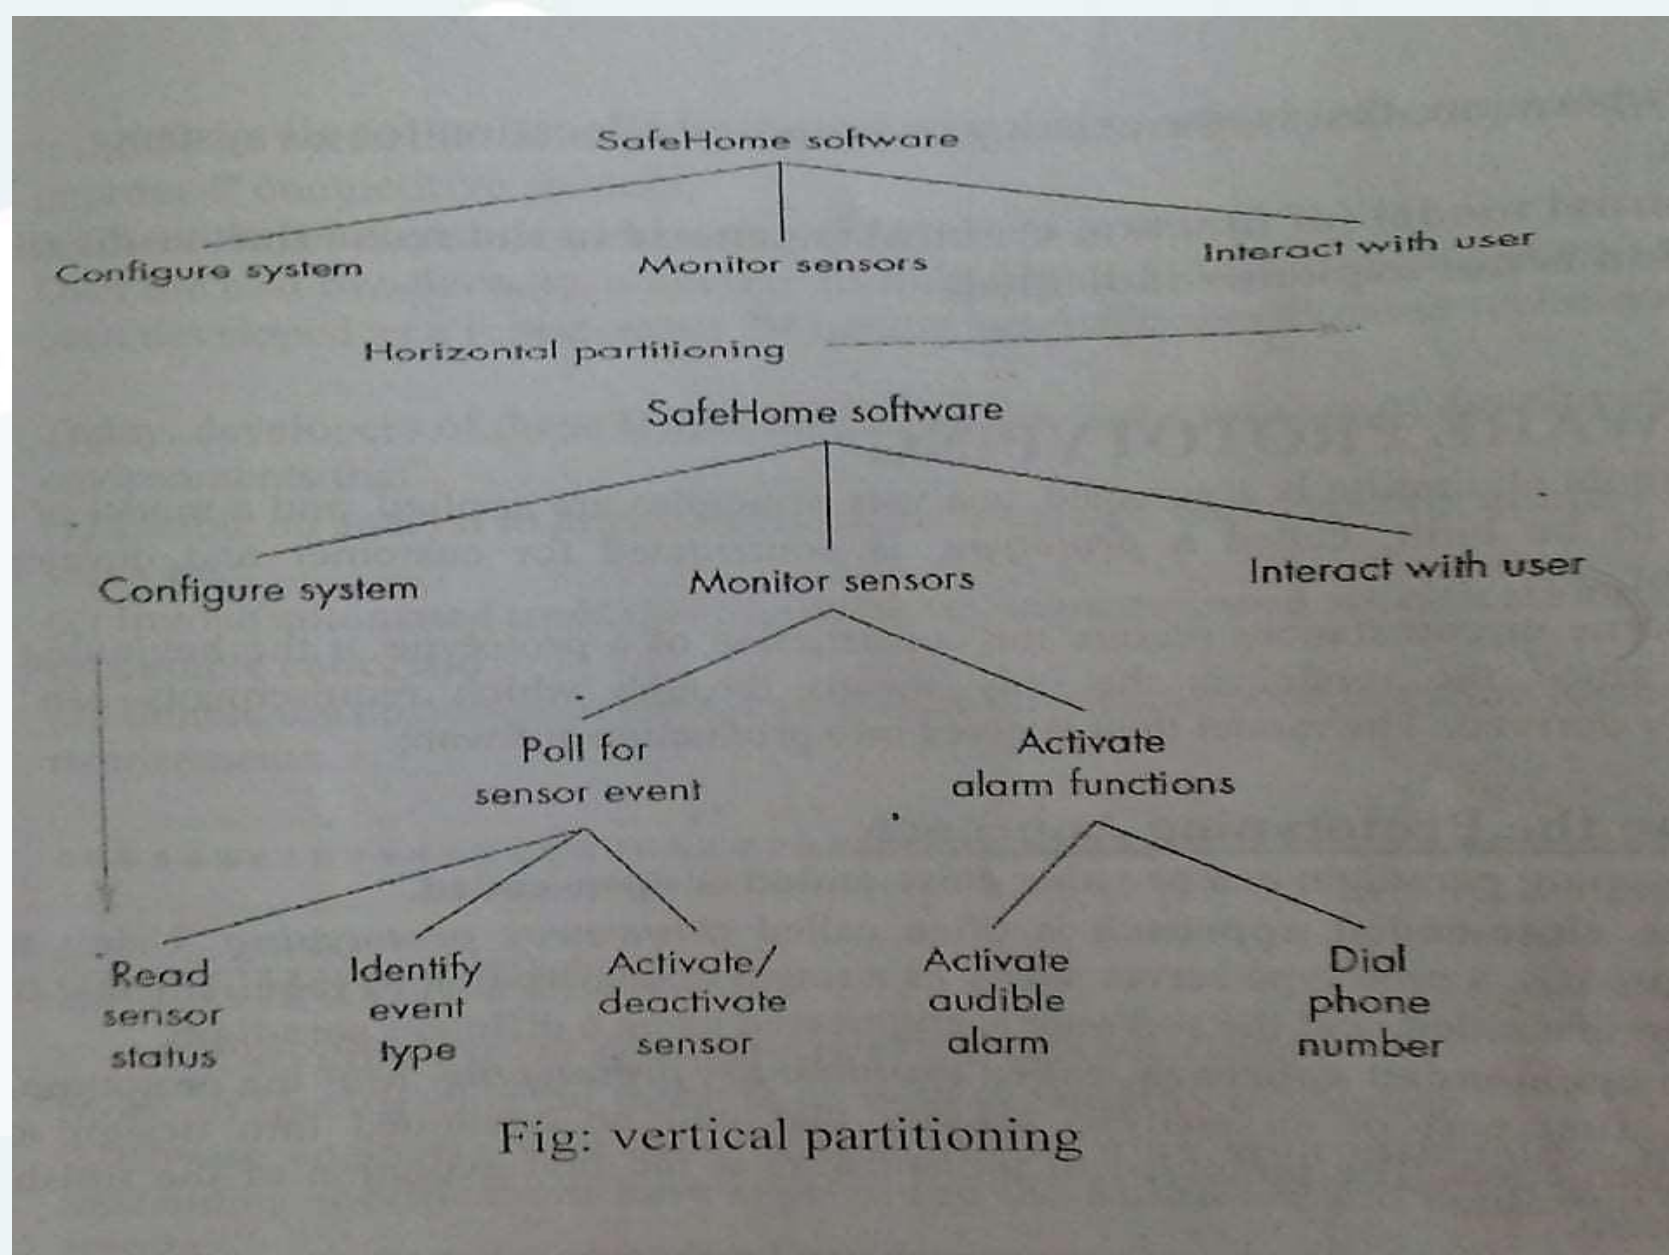 SafeHome software
Configure system
Monitor sensors
Interact with user
Horizontal partitioning
SafeHome software
Configure system
Monitor sensors
Interact with user
Poll for
sensor event
Activate
alarm functions
Read
sensor
status
Identify
event
type
Activate/
deactivate
sensor
Activate
audible
alarm
Dial
phone
number
Fig: vertical partitioning